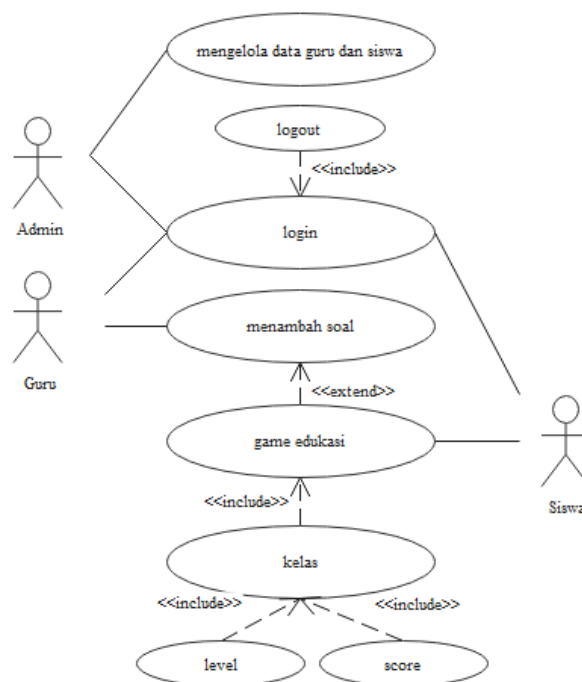 mengelola data guru dan siswa
logout
<<include>>
Admin
login
menambah soal
Guru
<<extend>>
game edukasi
Siswa
<<include>>
kelas
<<include>>
<<include>>
level
score